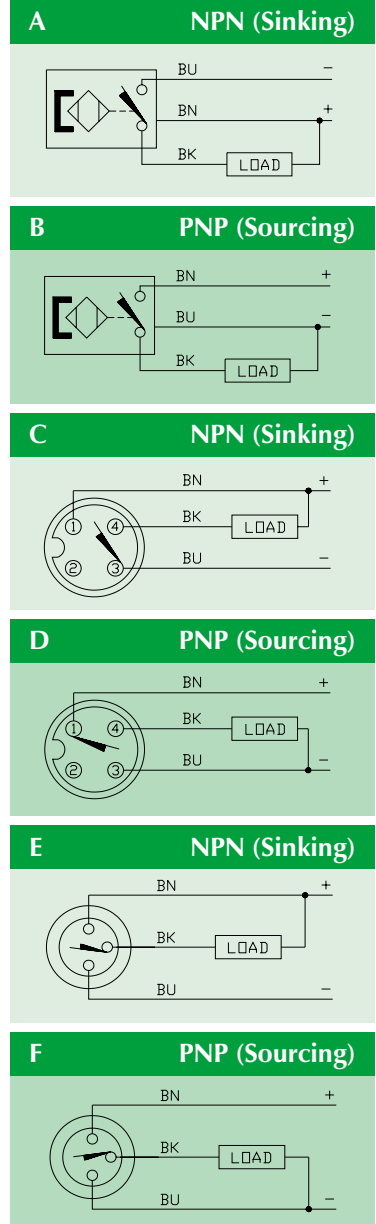 A NPN (Sinking)
BU −
BN +
BK LOAD
B PNP (Sourcing)
BN +
BU −
BK LOAD
C NPN (Sinking)
BN +
1 4 BK LOAD
2 3 BU −
D PNP (Sourcing)
BN +
1 4 BK LOAD
2 3 BU −
E NPN (Sinking)
BN +
BK LOAD
BU −
F PNP (Sourcing)
BN +
BK LOAD
BU −